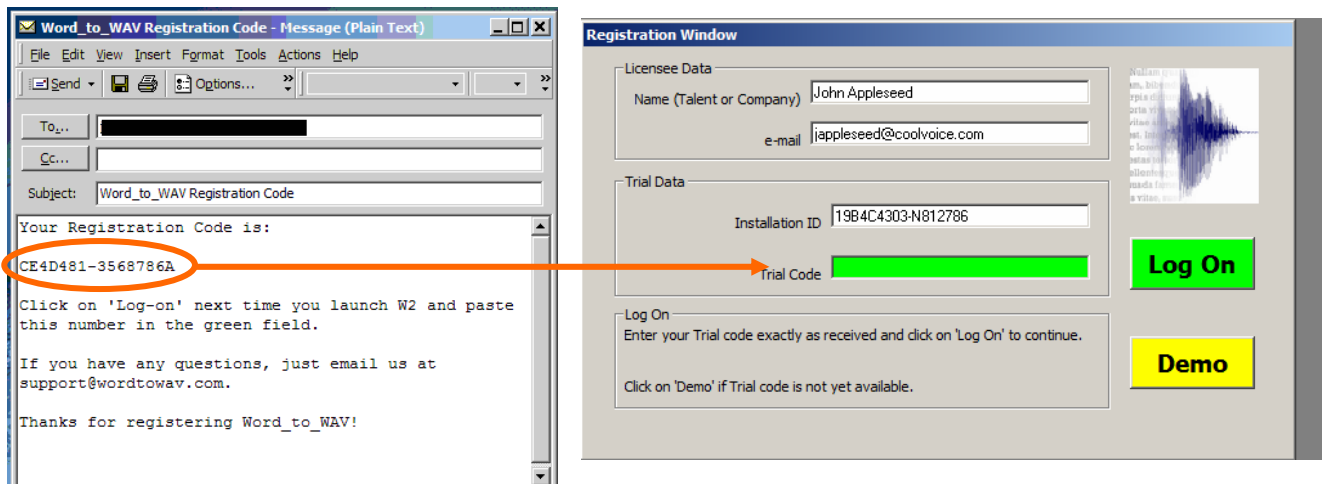 Word_to_WAV Registration Code - Message (Plain Text)
File Edit View Insert Format Tools Actions Help
Send Options...
To...
Cc...
Subject: Word_to_WAV Registration Code
Your Registration Code is:
CE4D481-3568786A
Click on 'Log-on' next time you launch W2 and paste
this number in the green field.
If you have any questions, just email us at
support@wordtowav.com.
Thanks for registering Word_to_WAV!
Registration Window
Licensee Data
Name (Talent or Company) John Appleseed
e-mail jappleseed@coolvoice.com
Trial Data
Installation ID 19B4C4303-N812786
Trial Code
Log On
Enter your Trial code exactly as received and click on 'Log On' to continue.
Click on 'Demo' if Trial code is not yet available.
Log On
Demo